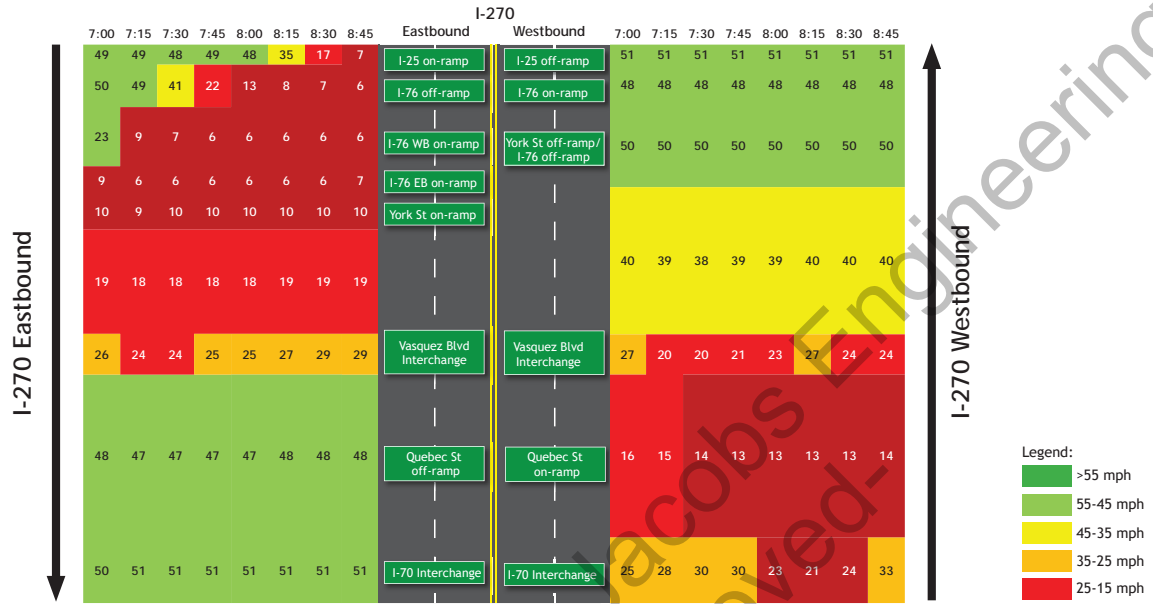 I-270
7:00 7:15 7:30 7:45 8:00 8:15 8:30 8:45 Eastbound Westbound 7:00 7:15 7:30 7:45 8:00 8:15 8:30 8:45
49 49 48 49 48 35 17 7 I-25 on-ramp I-25 off-ramp 51 51 51 51 51 51 51 51
50 49 41 22 13 8 7 6 I-76 off-ramp I-76 on-ramp 48 48 48 48 48 48 48 48
23 9 7 6 6 6 6 6 I-76 WB on-ramp York St off-ramp/
I-76 off-ramp 50 50 50 50 50 50 50 50
9 6 6 6 6 6 6 7 I-76 EB on-ramp
10 9 10 10 10 10 10 10 York St on-ramp
19 18 18 18 18 19 19 19 40 39 38 39 39 40 40 40
26 24 24 25 25 27 29 29 Vasquez Blvd
Interchange Vasquez Blvd
Interchange 27 20 20 21 23 27 24 24
48 47 47 47 47 48 48 48 Quebec St
off-ramp Quebec St
on-ramp 16 15 14 13 13 13 13 14
50 51 51 51 51 51 51 51 I-70 Interchange I-70 Interchange 25 28 30 30 23 21 24 33
I-270 Eastbound
I-270 Westbound
Legend:
>55 mph
55-45 mph
45-35 mph
35-25 mph
25-15 mph
Jacobs Engineering